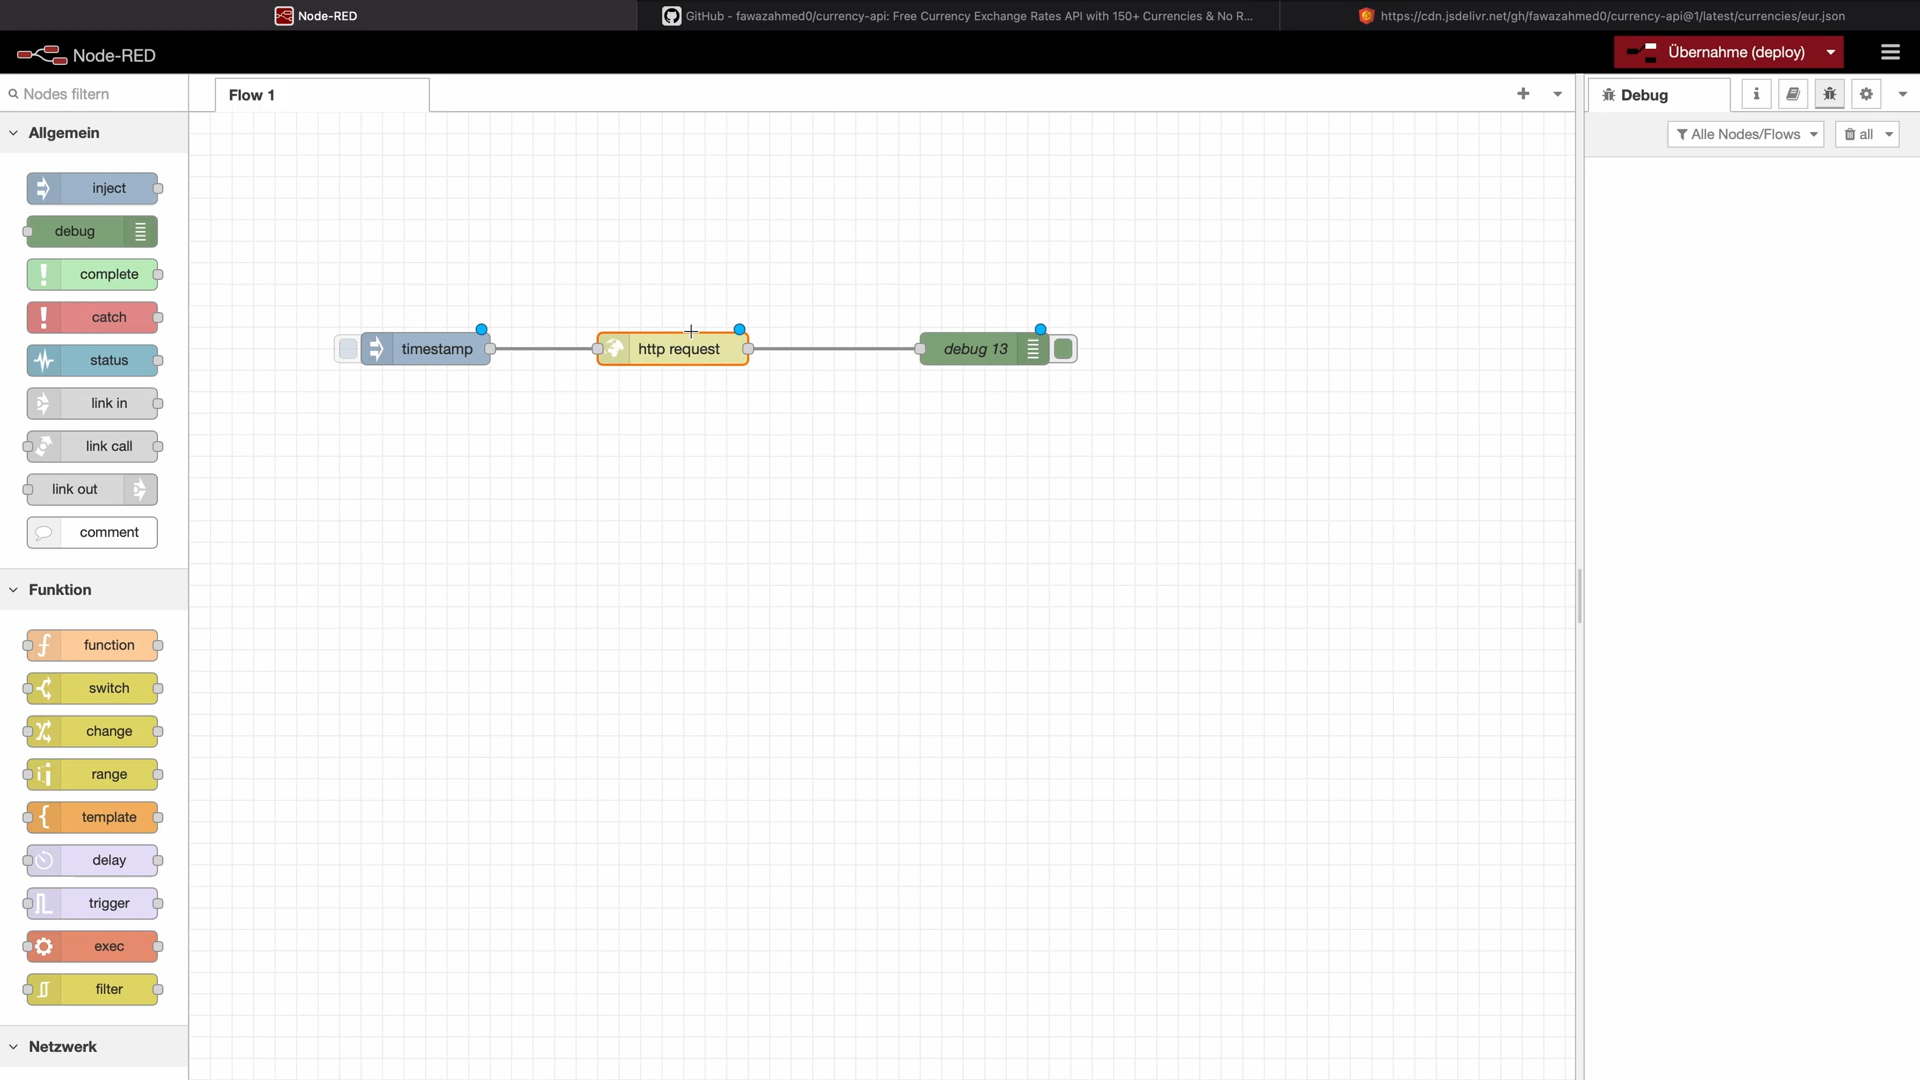 Node-RED
GitHub - fawazahmed0/currency-api: Free Currency Exchange Rates API with 150+ Currencies & No R...
https://cdn.jsdelivr.net/gh/fawazahmed0/currency-api@1/latest/currencies/eur.json
Node-RED
Übernahme (deploy)
Nodes filtern
Flow 1
Debug
Alle Nodes/Flows
all
Allgemein
inject
debug
complete
catch
status
link in
link call
link out
comment
Funktion
function
switch
change
range
template
delay
trigger
exec
filter
Netzwerk
timestamp
http request
debug 13